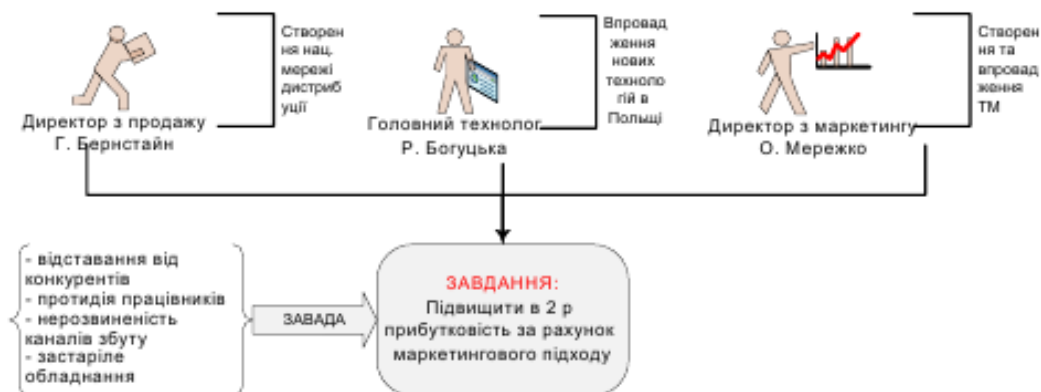 Створен
ня нац.
мережі
дистриб
уції
Директор з продажу
Г. Бернстайн
Впровад
ження
нових
техноло
гій в
Польщі
Головний технолог
Р. Богуцька
Створен
ня та
впровад
ження
ТМ
Директор з маркетингу
О. Мережко
- відставання від
конкурентів
- протидія працівників
- нерозвиненість
каналів збуту
- застаріле
обладнання
ЗАВАДА
ЗАВДАННЯ:
Підвищити в 2 р
прибутковість за рахунок
маркетингового підходу